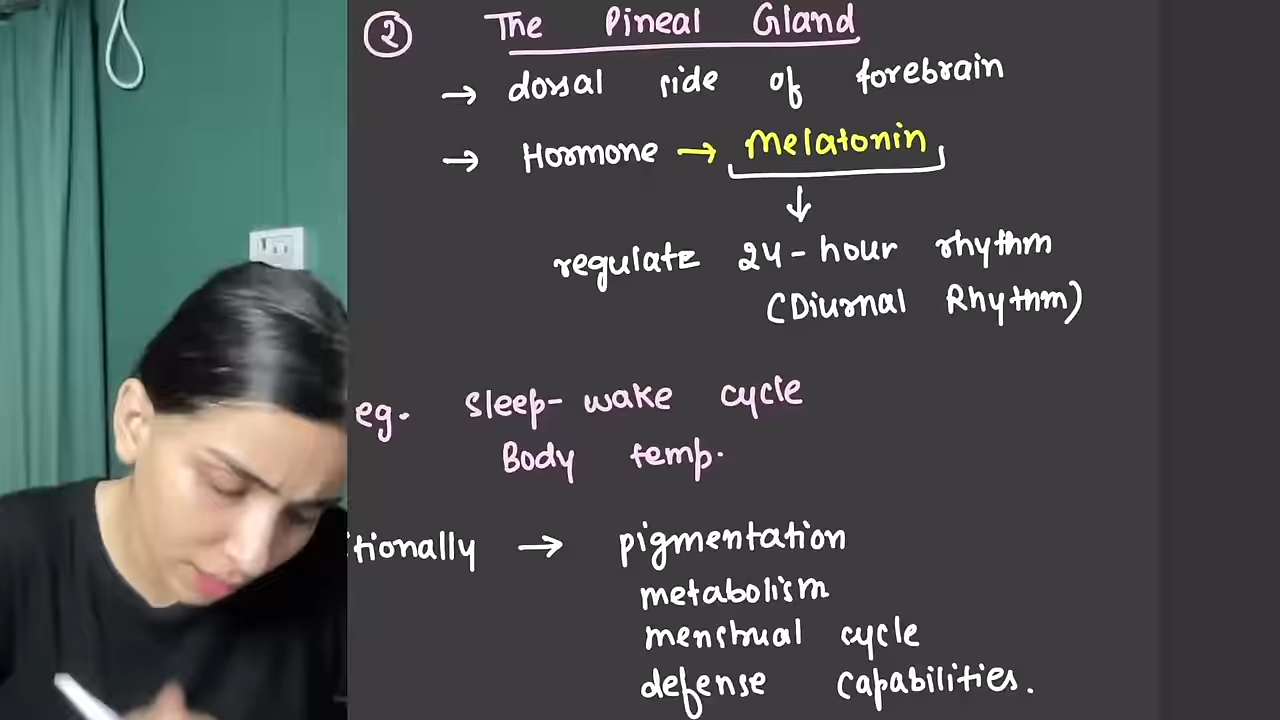 2 The Pineal Gland
→ dorsal side of forebrain
→ Hormone → Melatonin
↓
regulate 24-hour rhythm
(Diurnal Rhythm)
eg. Sleep-wake cycle
Body temp.
itionally → pigmentation
metabolism
menstrual cycle
defense capabilities.